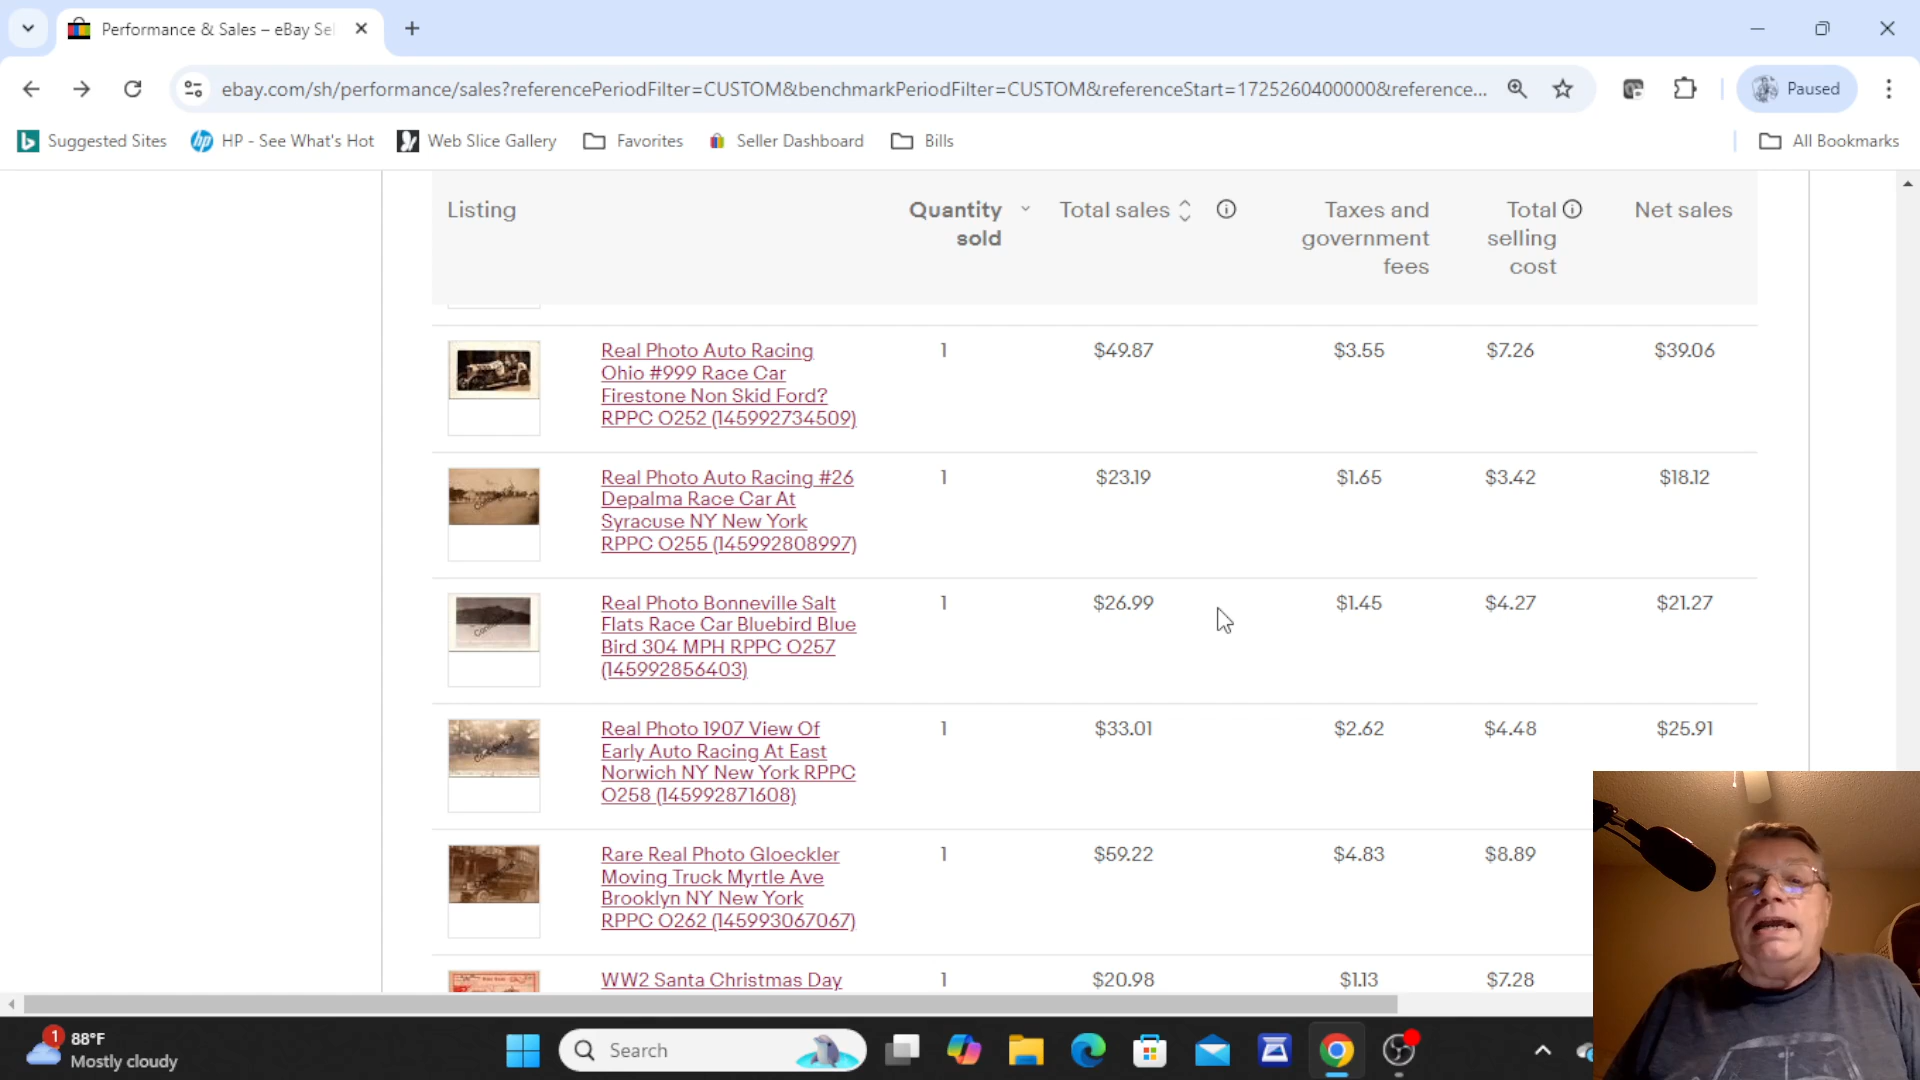 Performance & Sales – eBay Se
ebay.com/sh/performance/sales?referencePeriodFilter=CUSTOM&benchmarkPeriodFilter=CUSTOM&referenceStart=1725260400000&reference...
Paused
Suggested Sites
HP - See What's Hot
Web Slice Gallery
Favorites
Seller Dashboard
Bills
All Bookmarks
Listing
Quantity sold
Total sales
Taxes and government fees
Total selling cost
Net sales
Real Photo Auto Racing
Ohio #999 Race Car
Firestone Non Skid Ford?
RPPC O252 (145992734509)
1 $49.87 $3.55 $7.26 $39.06
Real Photo Auto Racing #26
Depalma Race Car At
Syracuse NY New York
RPPC O255 (145992808997)
1 $23.19 $1.65 $3.42 $18.12
Real Photo Bonneville Salt
Flats Race Car Bluebird Blue
Bird 304 MPH RPPC O257
(145992856403)
1 $26.99 $1.45 $4.27 $21.27
Real Photo 1907 View Of
Early Auto Racing At East
Norwich NY New York RPPC
O258 (145992871608)
1 $33.01 $2.62 $4.48 $25.91
Rare Real Photo Gloeckler
Moving Truck Myrtle Ave
Brooklyn NY New York
RPPC O262 (145993067067)
1 $59.22 $4.83 $8.89
WW2 Santa Christmas Day
1 $20.98 $1.13 $7.28
1
88°F
Mostly cloudy
Search